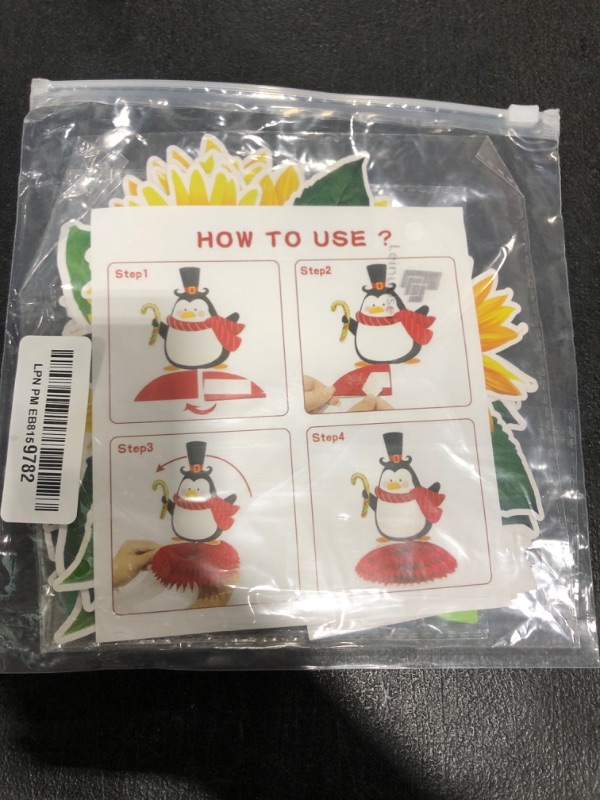 HOW TO USE ?
Step1
Step2
Step3
Step4
LPN PM EB8159782